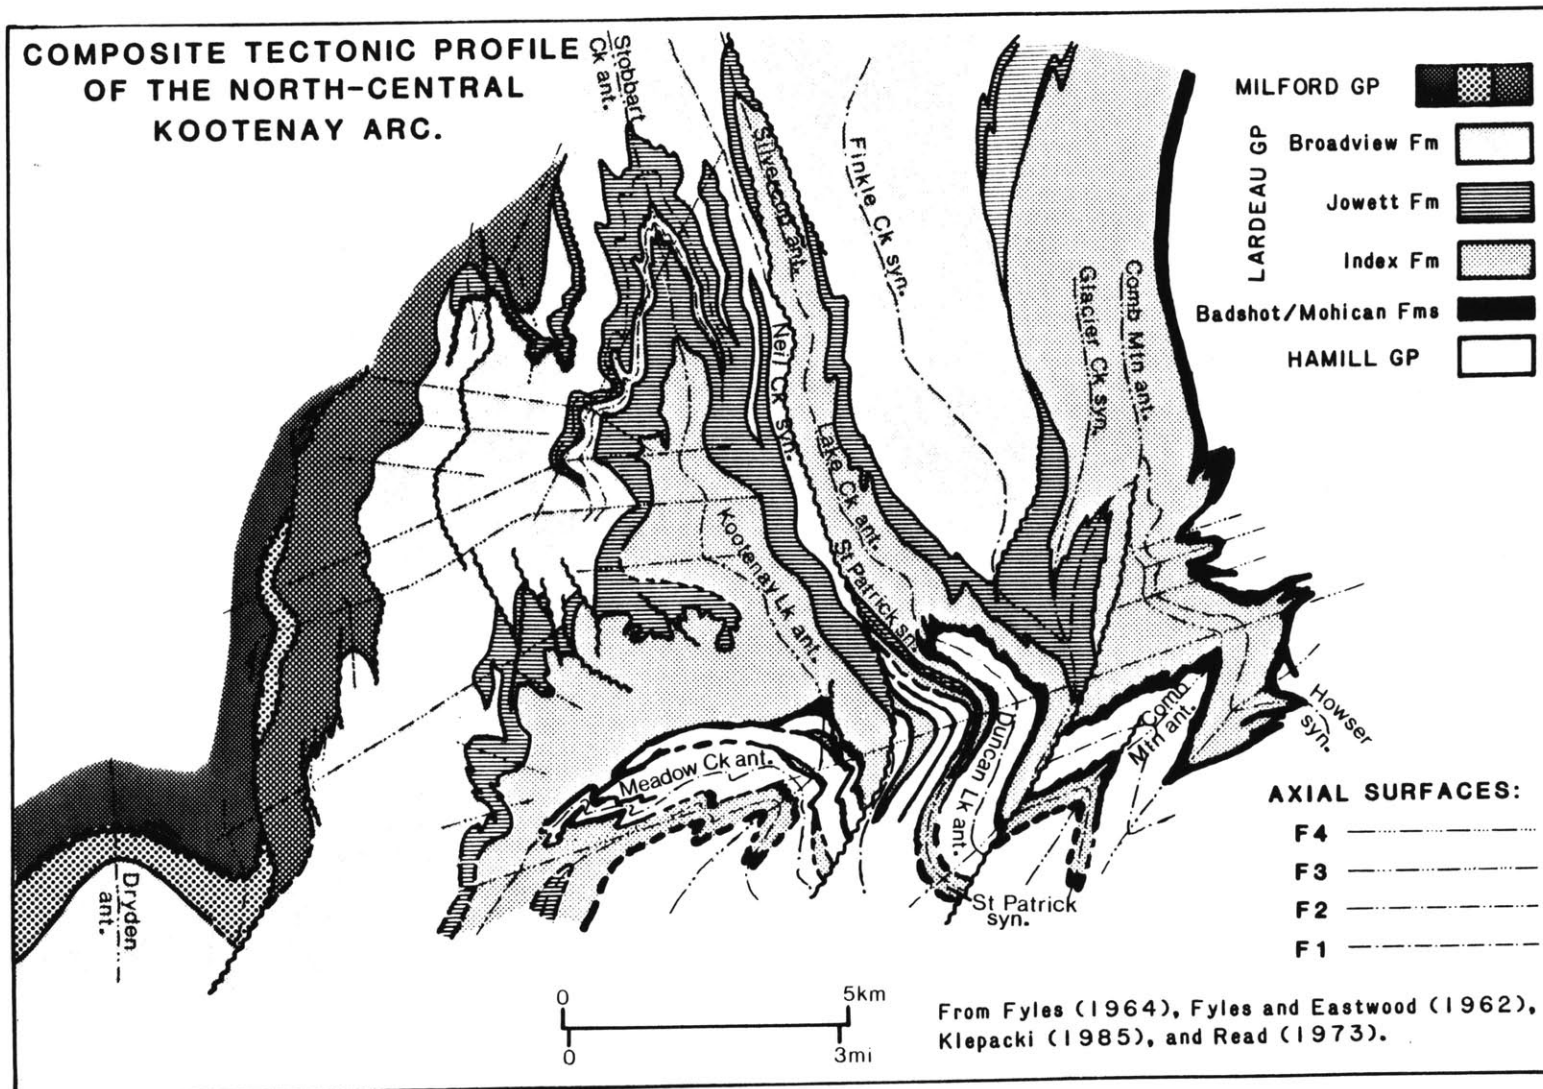 COMPOSITE TECTONIC PROFILE
OF THE NORTH-CENTRAL
KOOTENAY ARC.
Stobbart
Ck ant.
Silvercup ant.
Finkle Ck syn.
Neil Ck syn.
Lake Ck ant.
Glacier Ck syn.
Comb Mtn ant.
Kootenay Lk ant.
St Patrick syn.
Meadow Ck ant.
Duncan Lk ant.
Comb
Mtn ant.
Howser
syn.
St Patrick
syn.
Dryden
ant.
MILFORD GP
LARDEAU GP
Broadview Fm
Jowett Fm
Index Fm
Badshot/Mohican Fms
HAMILL GP
AXIAL SURFACES:
F4
F3
F2
F1
0 5km
0 3mi
From Fyles (1964), Fyles and Eastwood (1962),
Klepacki (1985), and Read (1973).